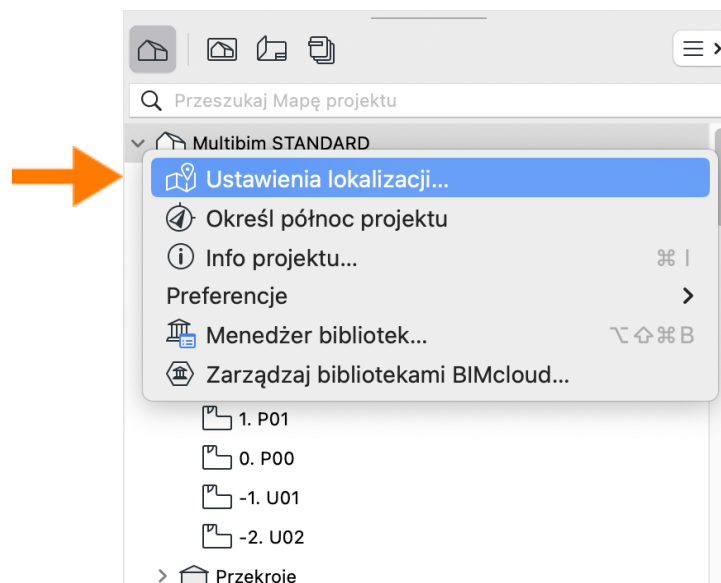 Przeszukaj Mapę projektu
Multibim STANDARD
Ustawienia lokalizacji...
Określ północ projektu
Info projektu... ⌘ I
Preferencje
Menedżer bibliotek... ⌥⇧⌘B
Zarządzaj bibliotekami BIMcloud...
1. P01
0. P00
-1. U01
-2. U02
Przekroje